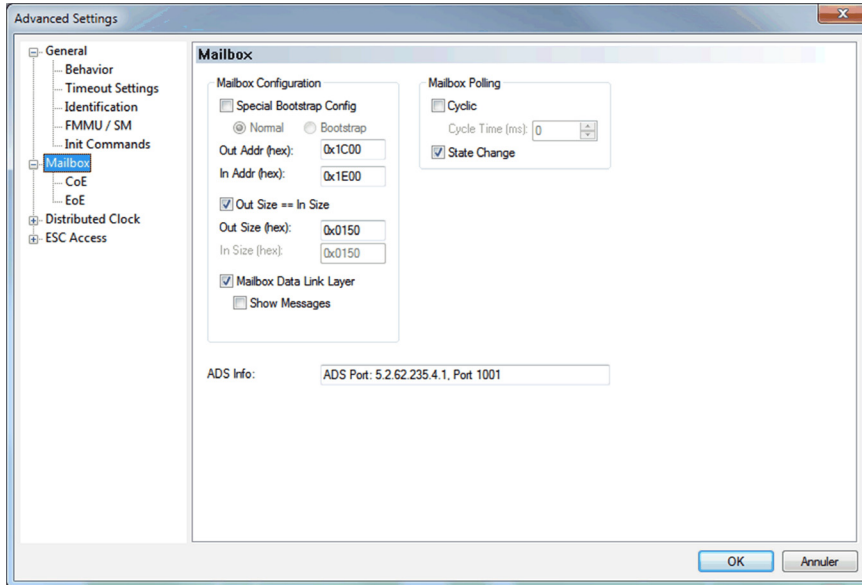 Advanced Settings
General
Behavior
Timeout Settings
Identification
FMMU / SM
Init Commands
Mailbox
CoE
EoE
Distributed Clock
ESC Access
Mailbox
Mailbox Configuration
Special Bootstrap Config
Normal Bootstrap
Out Addr (hex): 0x1C00
In Addr (hex): 0x1E00
Out Size == In Size
Out Size (hex): 0x0150
In Size (hex): 0x0150
Mailbox Data Link Layer
Show Messages
Mailbox Polling
Cyclic
Cycle Time (ms): 0
State Change
ADS Info: ADS Port: 5.2.62.235.4.1, Port 1001
OK Annuler